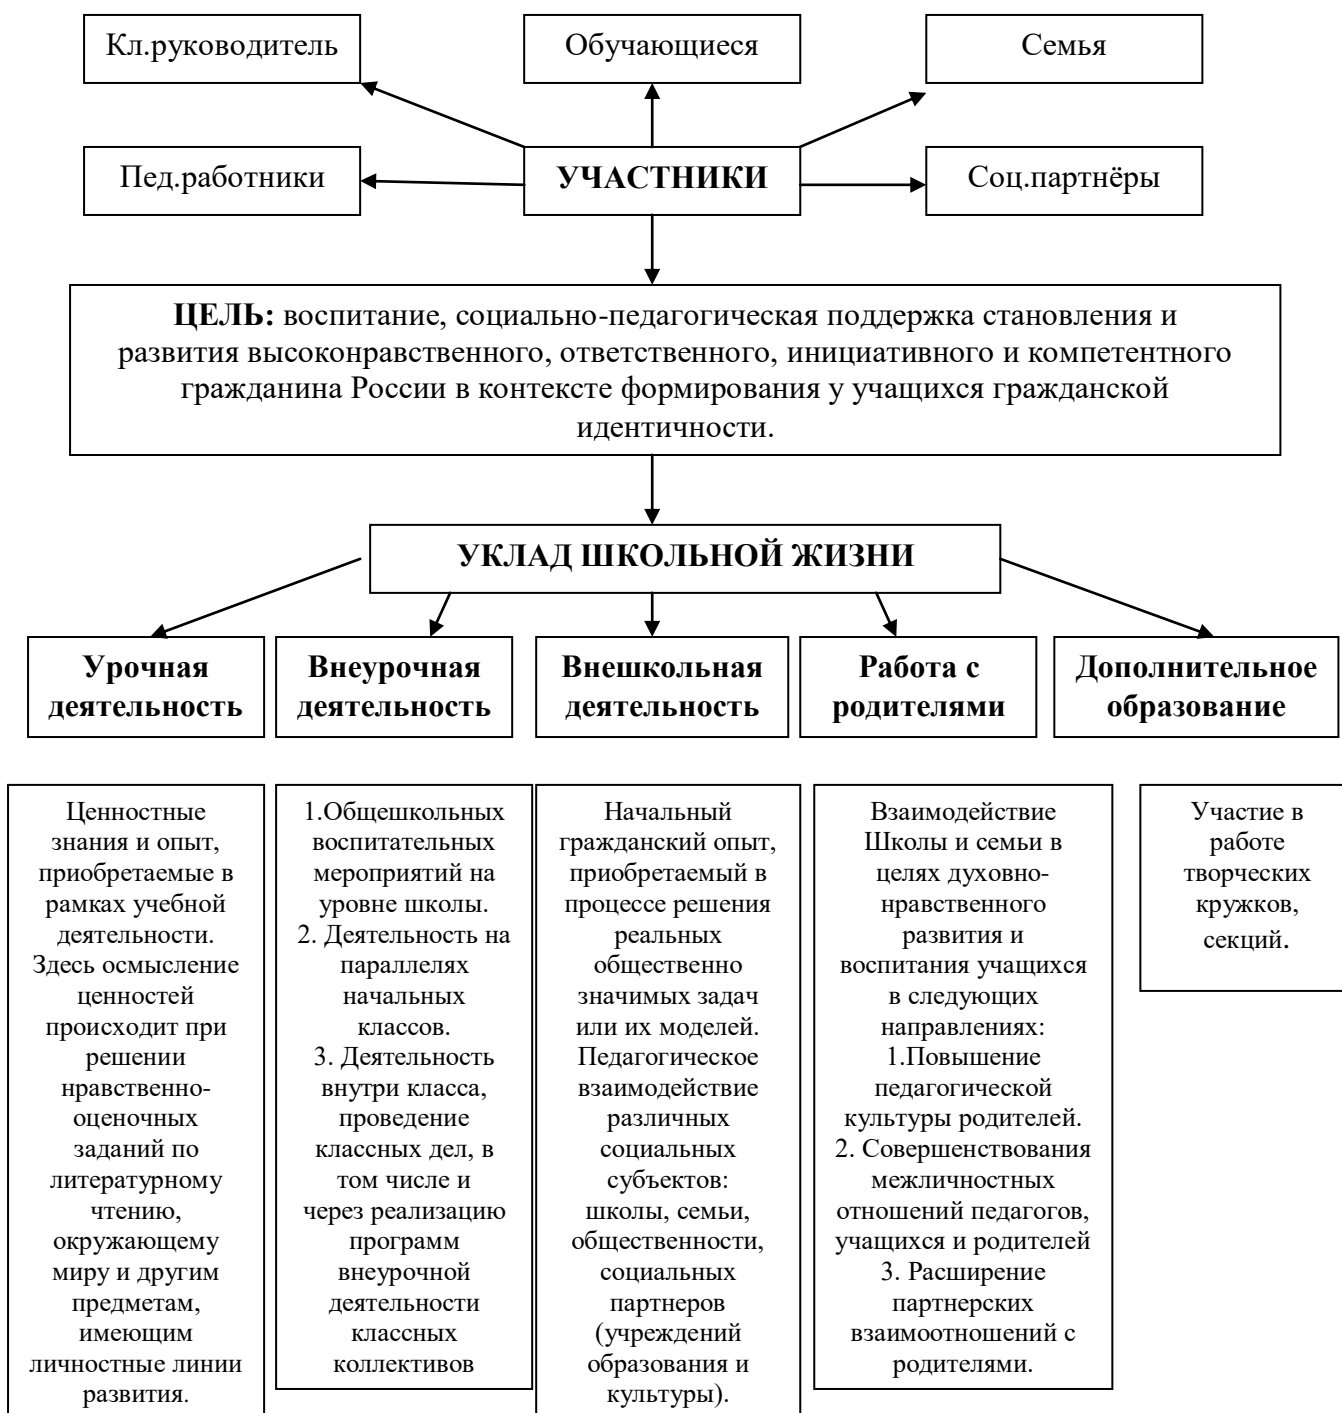 Кл.руководитель
Обучающиеся
Семья
Пед.работники
УЧАСТНИКИ
Соц.партнёры
ЦЕЛЬ: воспитание, социально-педагогическая поддержка становления и
развития высоконравственного, ответственного, инициативного и компетентного
гражданина России в контексте формирования у учащихся гражданской
идентичности.
УКЛАД ШКОЛЬНОЙ ЖИЗНИ
Урочная
деятельность
Внеурочная
деятельность
Внешкольная
деятельность
Работа с
родителями
Дополнительное
образование
Ценностные
знания и опыт,
приобретаемые в
рамках учебной
деятельности.
Здесь осмысление
ценностей
происходит при
решении
нравственно-
оценочных
заданий по
литературному
чтению,
окружающему
миру и другим
предметам,
имеющим
личностные линии
развития.
1.Общешкольных
воспитательных
мероприятий на
уровне школы.
2. Деятельность на
параллелях
начальных
классов.
3. Деятельность
внутри класса,
проведение
классных дел, в
том числе и
через реализацию
программ
внеурочной
деятельности
классных
коллективов
Начальный
гражданский опыт,
приобретаемый в
процессе решения
реальных
общественно
значимых задач
или их моделей.
Педагогическое
взаимодействие
различных
социальных
субъектов:
школы, семьи,
общественности,
социальных
партнеров
(учреждений
образования и
культуры).
Взаимодействие
Школы и семьи в
целях духовно-
нравственного
развития и
воспитания учащихся
в следующих
направлениях:
1.Повышение
педагогической
культуры родителей.
2. Совершенствования
межличностных
отношений педагогов,
учащихся и родителей
3. Расширение
партнерских
взаимоотношений с
родителями.
Участие в
работе
творческих
кружков,
секций.